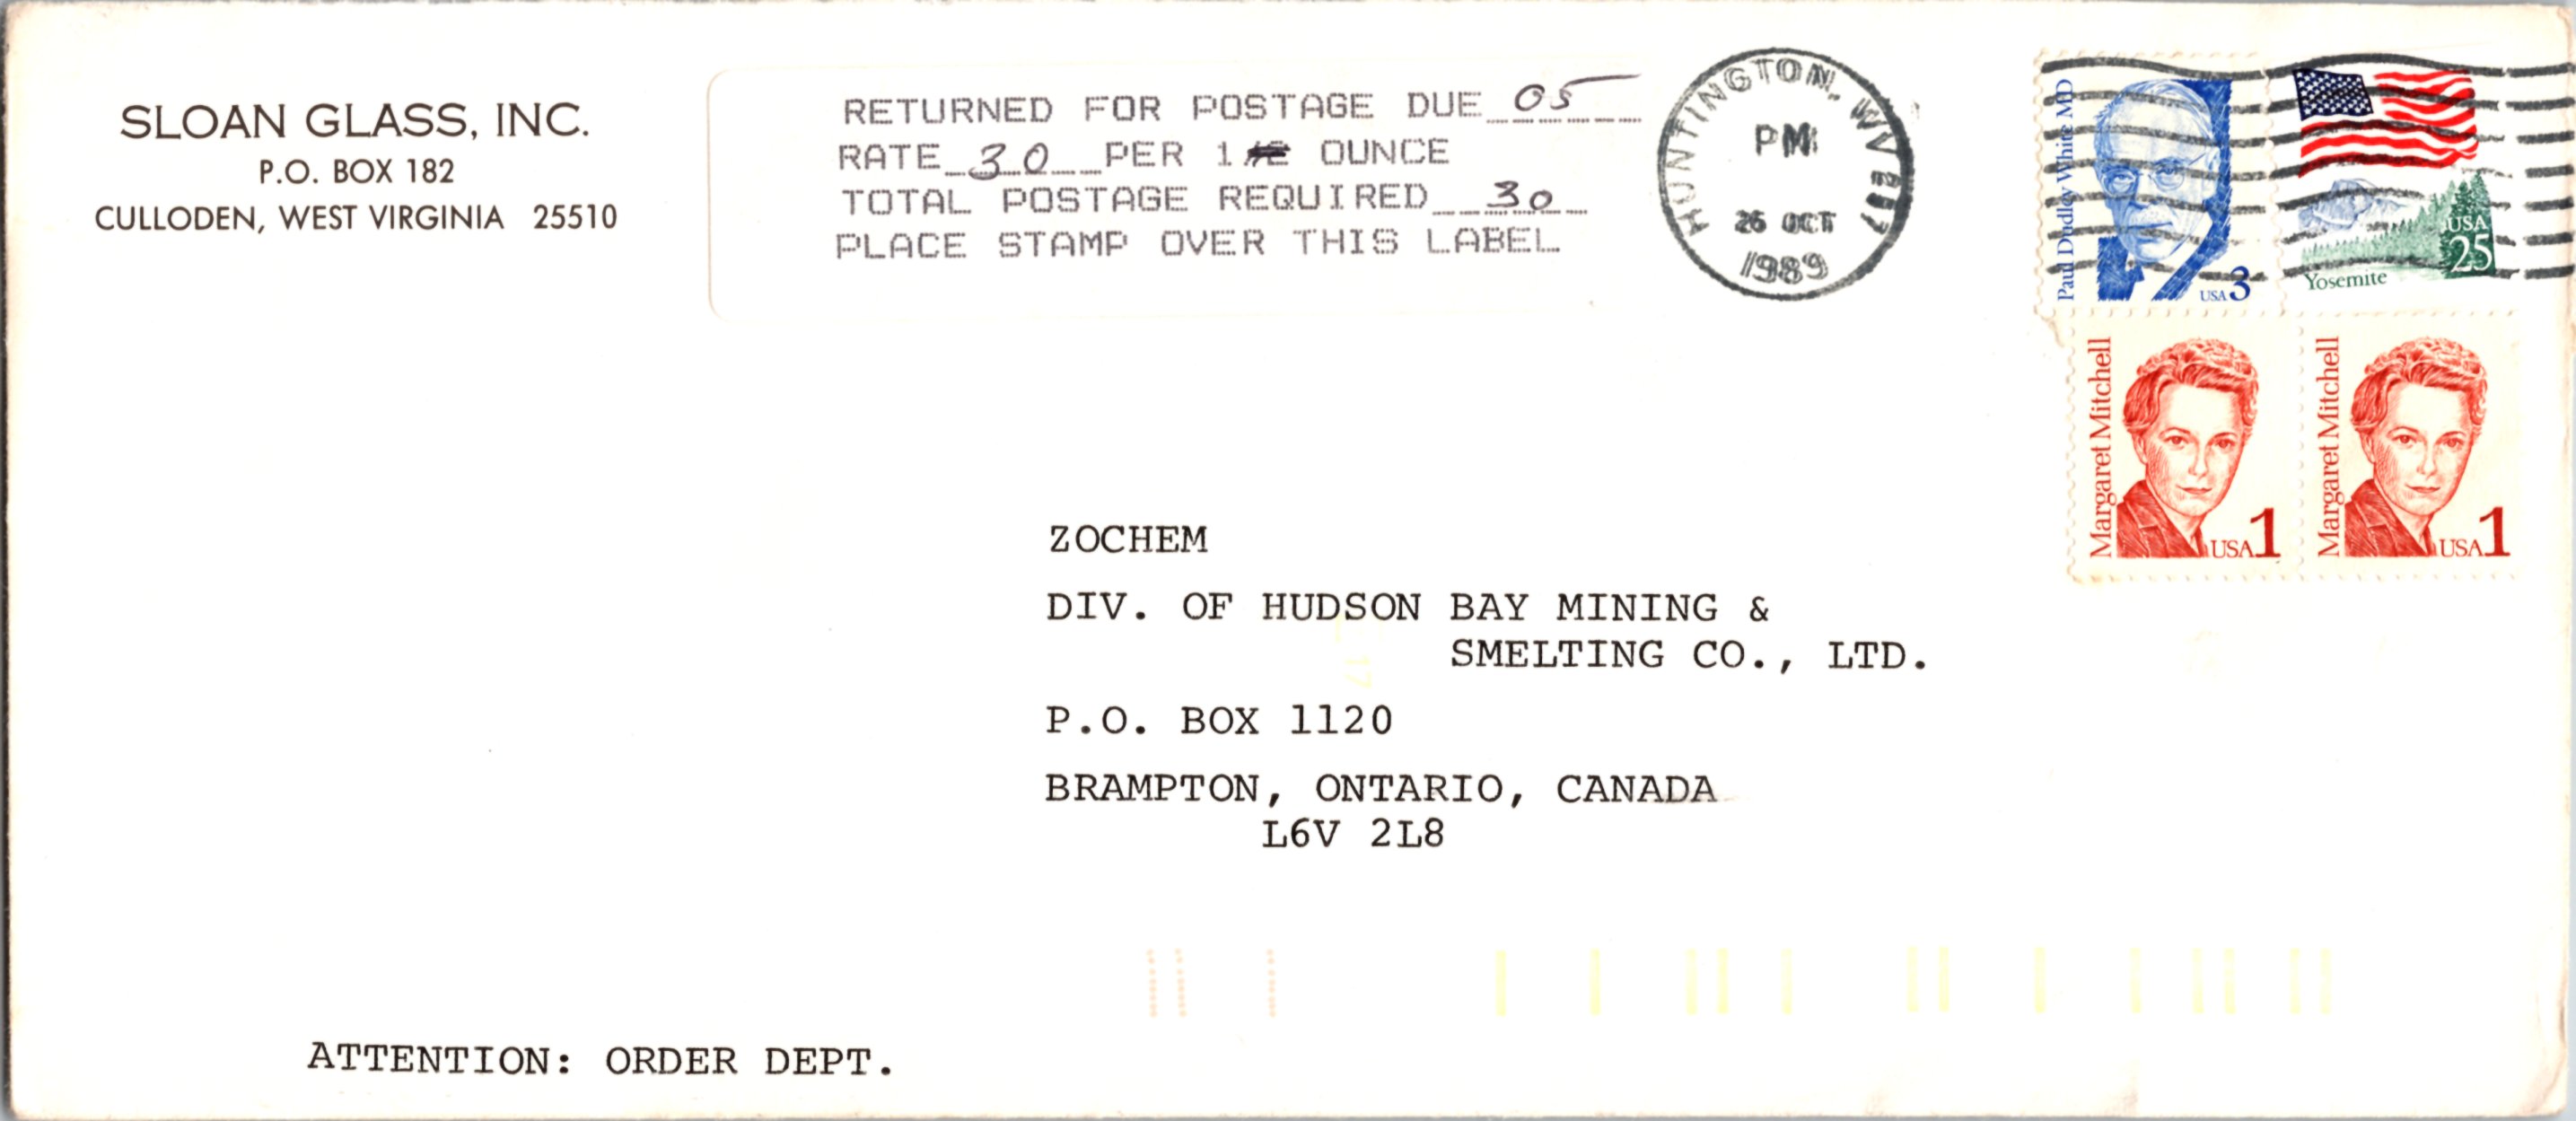 SLOAN GLASS, INC.
P.O. BOX 182
CULLODEN, WEST VIRGINIA 25510
RETURNED FOR POSTAGE DUE 05
RATE 30 PER 1 OUNCE
TOTAL POSTAGE REQUIRED 30
PLACE STAMP OVER THIS LABEL
HUNTINGTON, WV 257
PM
26 OCT
1989
Paul Dudley White MD
USA 3
USA
25
Yosemite
Margaret Mitchell
USA 1
Margaret Mitchell
USA 1
ZOCHEM
DIV. OF HUDSON BAY MINING &
SMELTING CO., LTD.
P.O. BOX 1120
BRAMPTON, ONTARIO, CANADA
L6V 2L8
ATTENTION: ORDER DEPT.